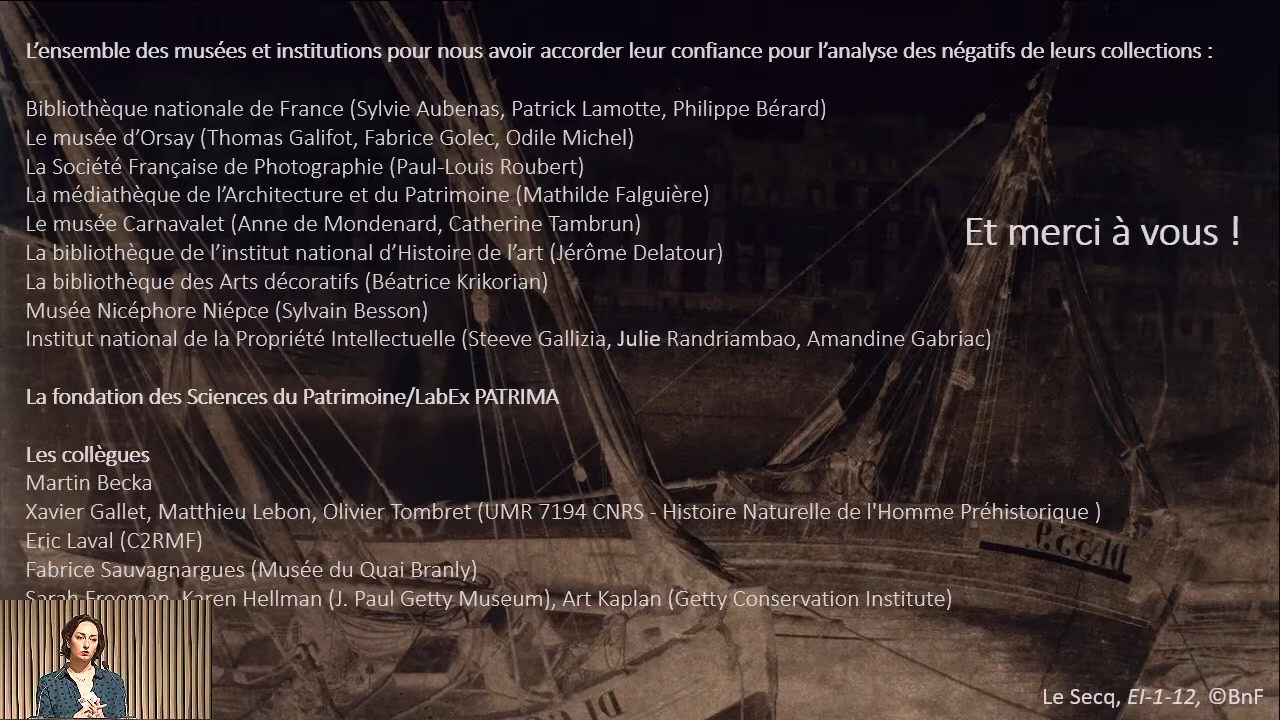 L’ensemble des musées et institutions pour nous avoir accorder leur confiance pour l’analyse des négatifs de leurs collections :
Bibliothèque nationale de France (Sylvie Aubenas, Patrick Lamotte, Philippe Bérard)
Le musée d’Orsay (Thomas Galifot, Fabrice Golec, Odile Michel)
La Société Française de Photographie (Paul-Louis Roubert)
La médiathèque de l’Architecture et du Patrimoine (Mathilde Falguière)
Le musée Carnavalet (Anne de Mondenard, Catherine Tambrun)
Et merci à vous !
La bibliothèque de l’institut national d’Histoire de l’art (Jérôme Delatour)
La bibliothèque des Arts décoratifs (Béatrice Krikorian)
Musée Nicéphore Niépce (Sylvain Besson)
Institut national de la Propriété Intellectuelle (Steeve Gallizia, Julie Randriambao, Amandine Gabriac)
La fondation des Sciences du Patrimoine/LabEx PATRIMA
Les collègues
Martin Becka
Xavier Gallet, Matthieu Lebon, Olivier Tombret (UMR 7194 CNRS - Histoire Naturelle de l'Homme Préhistorique )
Eric Laval (C2RMF)
Fabrice Sauvagnargues (Musée du Quai Branly)
Sarah Freeman, Karen Hellman (J. Paul Getty Museum), Art Kaplan (Getty Conservation Institute)
Le Secq, EI-1-12, ©BnF